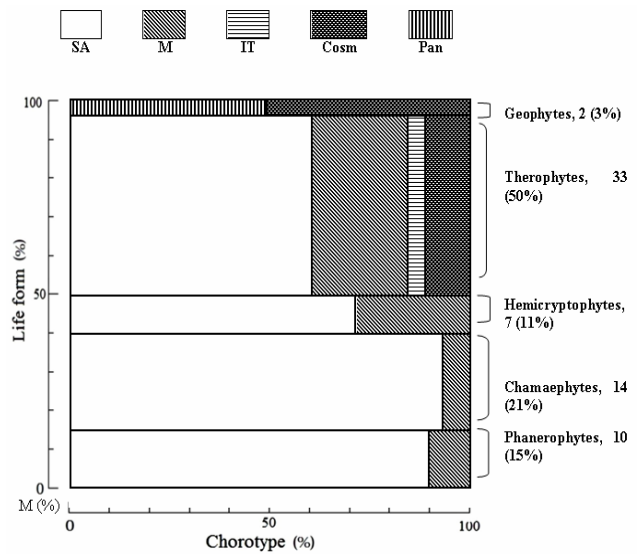 SA M IT Cosm Pan
100
Geophytes, 2 (3%)
Therophytes, 33
(50%)
50
Life form (%)
Hemicryptophytes,
7 (11%)
Chamaephytes, 14
(21%)
Phanerophytes, 10
(15%)
0
M (%)
0 50 100
Chorotype (%)